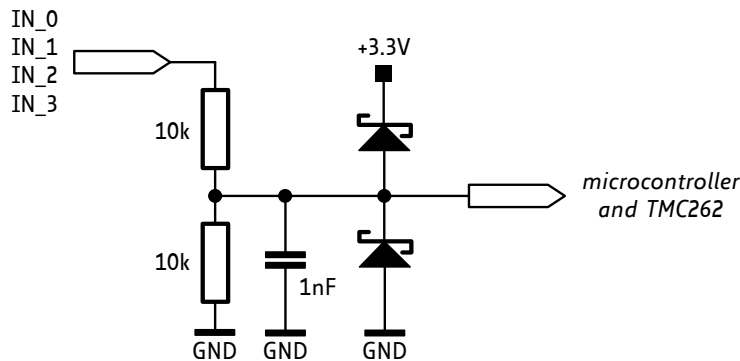 IN_0
IN_1
IN_2
IN_3
+3.3V
10k
microcontroller
and TMC262
10k
1nF
GND
GND
GND